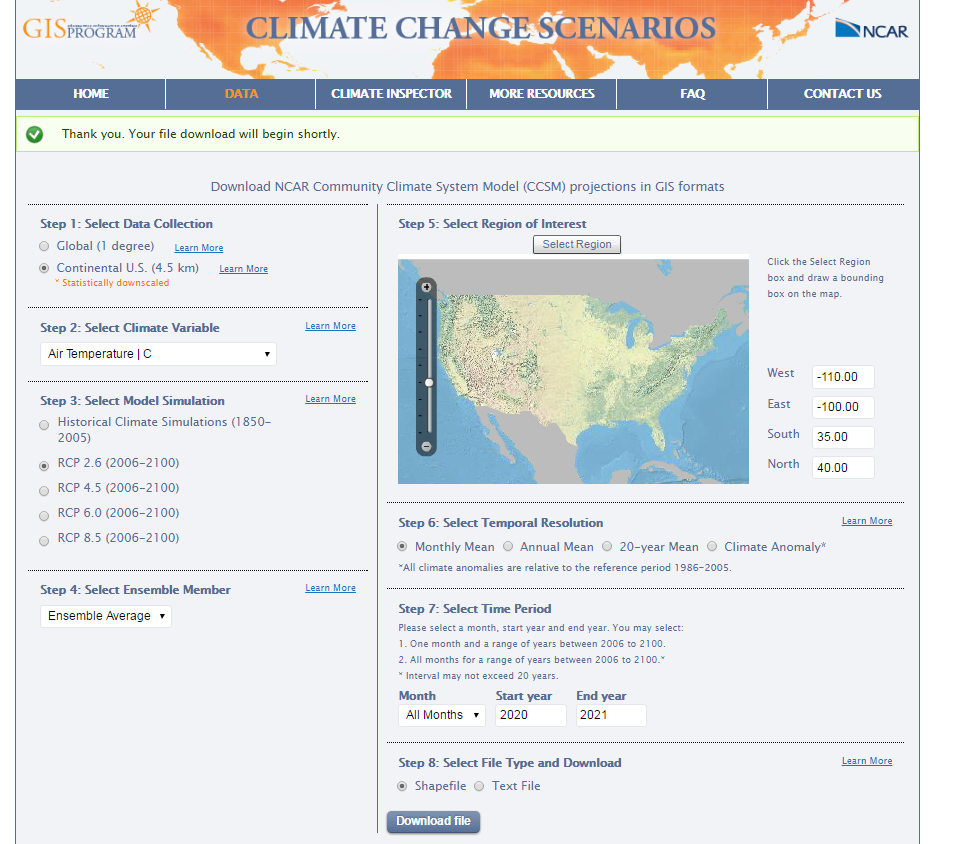 GISPROGRAM
CLIMATE CHANGE SCENARIOS
NCAR
HOME
DATA
CLIMATE INSPECTOR
MORE RESOURCES
FAQ
CONTACT US
Thank you. Your file download will begin shortly.
Download NCAR Community Climate System Model (CCSM) projections in GIS formats
Step 1: Select Data Collection
Global (1 degree) Learn More
Continental U.S. (4.5 km) Learn More
* Statistically downscaled
Step 2: Select Climate Variable Learn More
Air Temperature | C
Step 3: Select Model Simulation Learn More
Historical Climate Simulations (1850-
2005)
RCP 2.6 (2006-2100)
RCP 4.5 (2006-2100)
RCP 6.0 (2006-2100)
RCP 8.5 (2006-2100)
Step 4: Select Ensemble Member Learn More
Ensemble Average
Step 5: Select Region of Interest
Select Region
Click the Select Region
box and draw a bounding
box on the map.
West -110.00
East -100.00
South 35.00
North 40.00
Step 6: Select Temporal Resolution Learn More
Monthly Mean Annual Mean 20-year Mean Climate Anomaly*
*All climate anomalies are relative to the reference period 1986-2005.
Step 7: Select Time Period
Please select a month, start year and end year. You may select:
1. One month and a range of years between 2006 to 2100.
2. All months for a range of years between 2006 to 2100.*
* Interval may not exceed 20 years.
Month Start year End year
All Months 2020 2021
Step 8: Select File Type and Download Learn More
Shapefile Text File
Download file